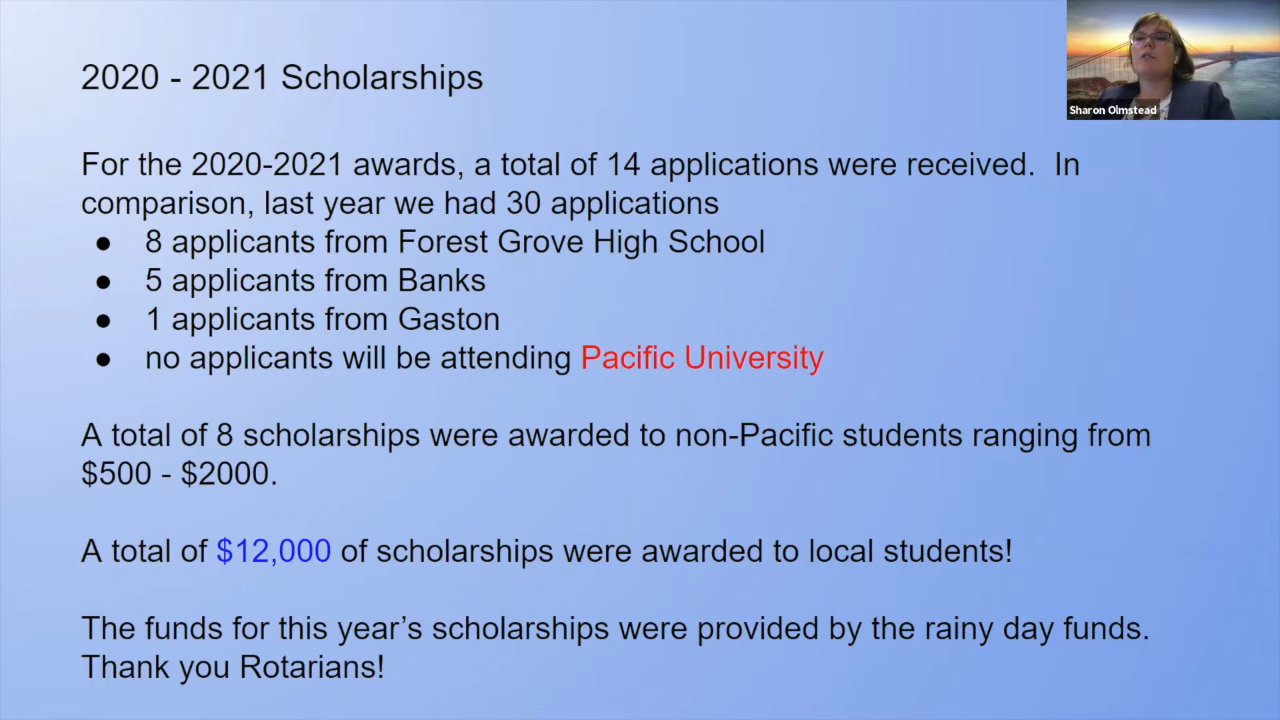 2020 - 2021 Scholarships
Sharon Olmstead
For the 2020-2021 awards, a total of 14 applications were received.  In
comparison, last year we had 30 applications
● 8 applicants from Forest Grove High School
● 5 applicants from Banks
● 1 applicants from Gaston
● no applicants will be attending Pacific University
A total of 8 scholarships were awarded to non-Pacific students ranging from
$500 - $2000.
A total of $12,000 of scholarships were awarded to local students!
The funds for this year’s scholarships were provided by the rainy day funds.
Thank you Rotarians!